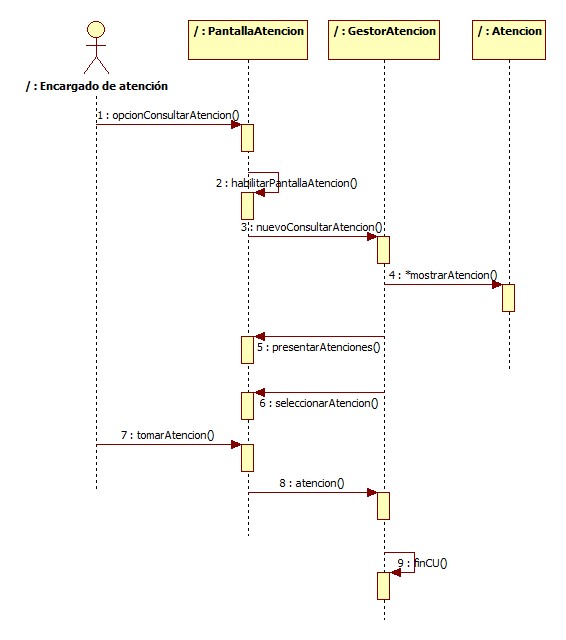 / : PantallaAtencion
/ : GestorAtencion
/ : Atencion
/ : Encargado de atención
1 : opcionConsultarAtencion()
2 : habilitarPantallaAtencion()
3 : nuevoConsultarAtencion()
4 : *mostrarAtencion()
5 : presentarAtenciones()
6 : seleccionarAtencion()
7 : tomarAtencion()
8 : atencion()
9 : finCU()